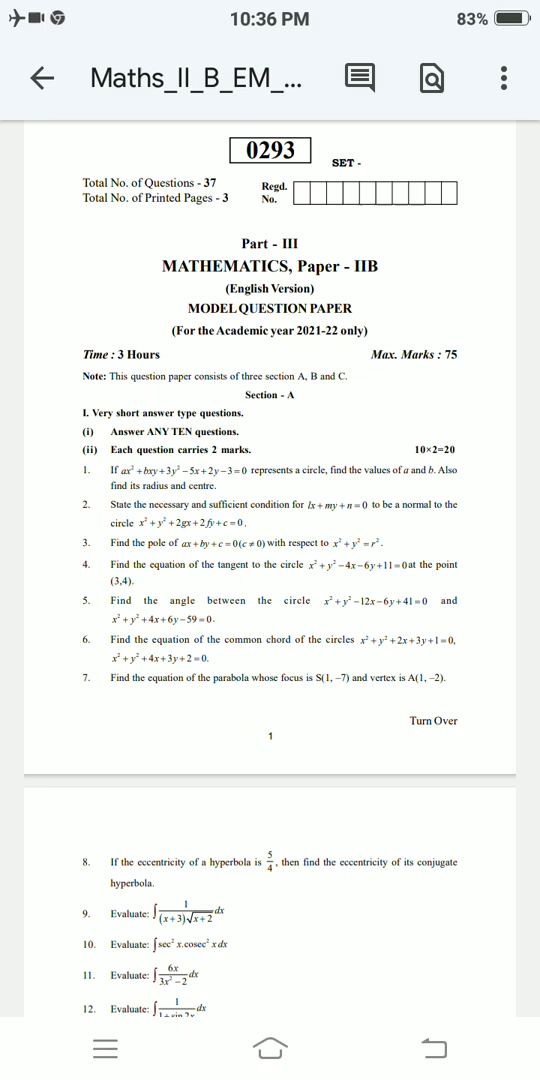 10:36 PM
83%
Maths_II_B_EM_...
0293
SET -
Total No. of Questions - 37
Total No. of Printed Pages - 3
Regd.
No.
Part - III
MATHEMATICS, Paper - IIB
(English Version)
MODEL QUESTION PAPER
(For the Academic year 2021-22 only)
Time : 3 Hours
Max. Marks : 75
Note: This question paper consists of three section A, B and C.
Section - A
I. Very short answer type questions.
(i) Answer ANY TEN questions.
(ii) Each question carries 2 marks. 10×2=20
1. If ax² + bxy + 3y² − 5x + 2y − 3 = 0 represents a circle, find the values of a and b. Also
find its radius and centre.
2. State the necessary and sufficient condition for lx + my + n = 0 to be a normal to the
circle x² + y² + 2gx + 2fy + c = 0.
3. Find the pole of ax + by + c = 0 (c ≠ 0) with respect to x² + y² = r².
4. Find the equation of the tangent to the circle x² + y² − 4x − 6y + 11 = 0 at the point
(3,4).
5. Find the angle between the circle x² + y² − 12x − 6y + 41 = 0 and
x² + y² + 4x + 6y − 59 = 0.
6. Find the equation of the common chord of the circles x² + y² + 2x + 3y + 1 = 0,
x² + y² + 4x + 3y + 2 = 0.
7. Find the equation of the parabola whose focus is S(1, −7) and vertex is A(1, −2).
Turn Over
1
8. If the eccentricity of a hyperbola is 5/4, then find the eccentricity of its conjugate
hyperbola.
9. Evaluate: ∫ 1/((x+3)√(x+2)) dx
10. Evaluate: ∫ sec² x.cosec² x dx
11. Evaluate: ∫ 6x/(3x² − 2) dx
12. Evaluate: ∫ 1/(1+sin 2x) dx